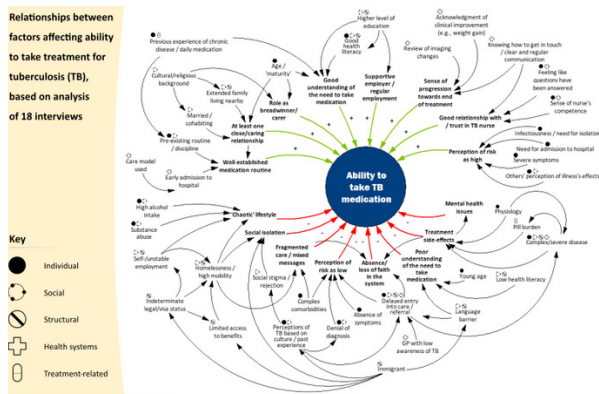 Relationships between
factors affecting ability
to take treatment for
tuberculosis (TB),
based on analysis
of 18 interviews
Key
Individual
Social
Structural
Health systems
Treatment-related
Higher level of
education
Acknowledgment of
clinical improvement
(e.g., weight gain)
Previous experience of chronic
disease / daily medication
Good
health
literacy
Review of imaging
changes
Knowing how to get in touch
/ clear and regular
communication
Age /
'maturity'
Cultural/religious
background
Extended family
living nearby
Good
understanding of
the need to take
medication
Supportive
employer /
regular
employment
Sense of
progression
towards end
of treatment
Feeling like
questions have
been answered
Role as
breadwinner/
carer
Married /
cohabiting
At least one
close/caring
relationship
Good relationship with
/ trust in TB nurse
Sense of nurse's
competence
Infectiousness / need for isolation
Pre-existing routine
/ discipline
Perception of
risk as high
Need for admission to hospital
Severe symptoms
Others' perception of illness's effects
Care model
used
Well-established
medication routine
Early admission to
hospital
Ability to
take TB
medication
High alcohol
intake
Substance
abuse
'Chaotic' lifestyle
Social isolation
Mental health
issues
Physiology
Pill burden
Treatment
side-effects
Complex/severe disease
Self-/unstable
employment
Homelessness /
high mobility
Fragmented
care / mixed
messages
Social stigma /
rejection
Perception of
risk as low
Absence/
loss of faith
in the
system
Poor
understanding
of the need to
take
medication
Young age
Low health literacy
Indeterminate
legal/visa status
Limited access
to benefits
Complex
comorbidities
Perceptions of
TB based on
culture / past
experience
Denial of
diagnosis
Absence of
symptoms
Delayed entry
into care /
referral
Language
barrier
GP with low
awareness of TB
Immigrant